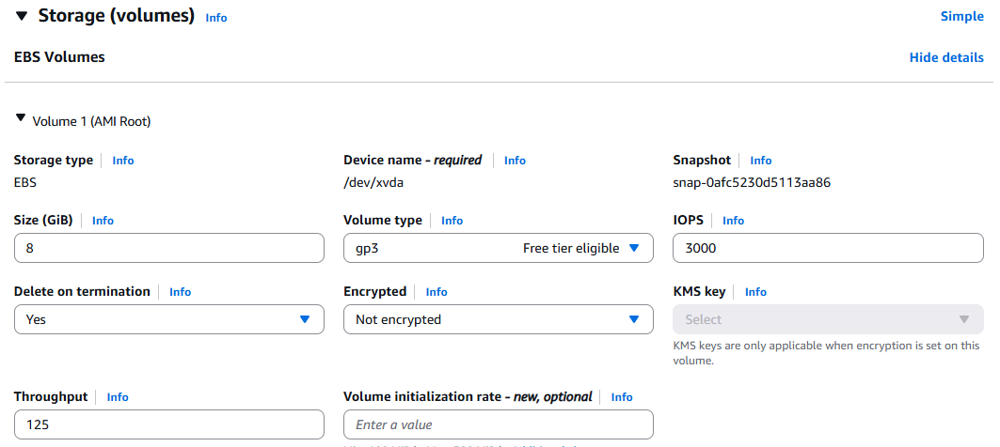 Storage (volumes) Info Simple
EBS Volumes Hide details
Volume 1 (AMI Root)
Storage type Info Device name - required Info Snapshot Info
EBS /dev/xvda snap-0afc5230d5113aa86
Size (GiB) Info Volume type Info IOPS Info
8 gp3 Free tier eligible 3000
Delete on termination Info Encrypted Info KMS key Info
Yes Not encrypted Select
KMS keys are only applicable when encryption is set on this
volume.
Throughput Info Volume initialization rate - new, optional Info
125 Enter a value